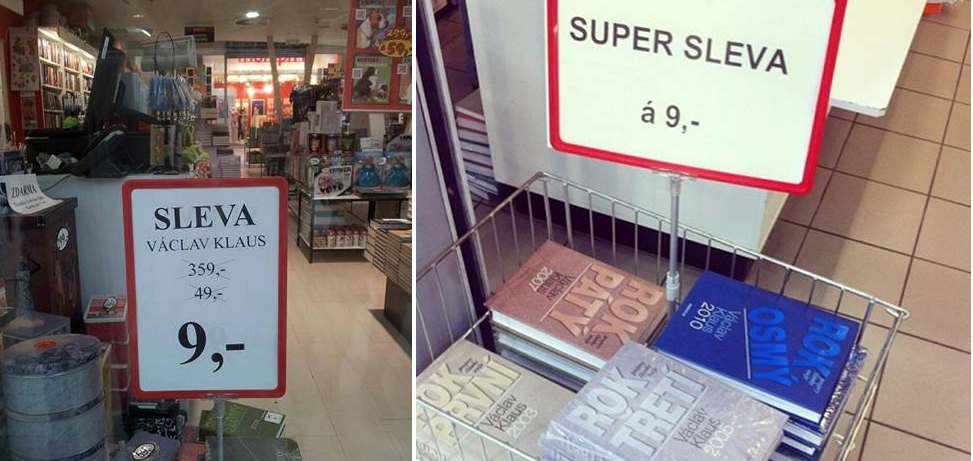 ZDARMA
SLEVA
VÁCLAV KLAUS
359,-
49,-
9,-
SUPER SLEVA
á 9,-
ROK
PÁTÝ
Václav
Klaus
2007
ROK
OSMÝ
Václav
Klaus
2010
ROK
PRVNÍ
Václav
Klaus
2003
ROK
TŘETÍ
Václav
Klaus